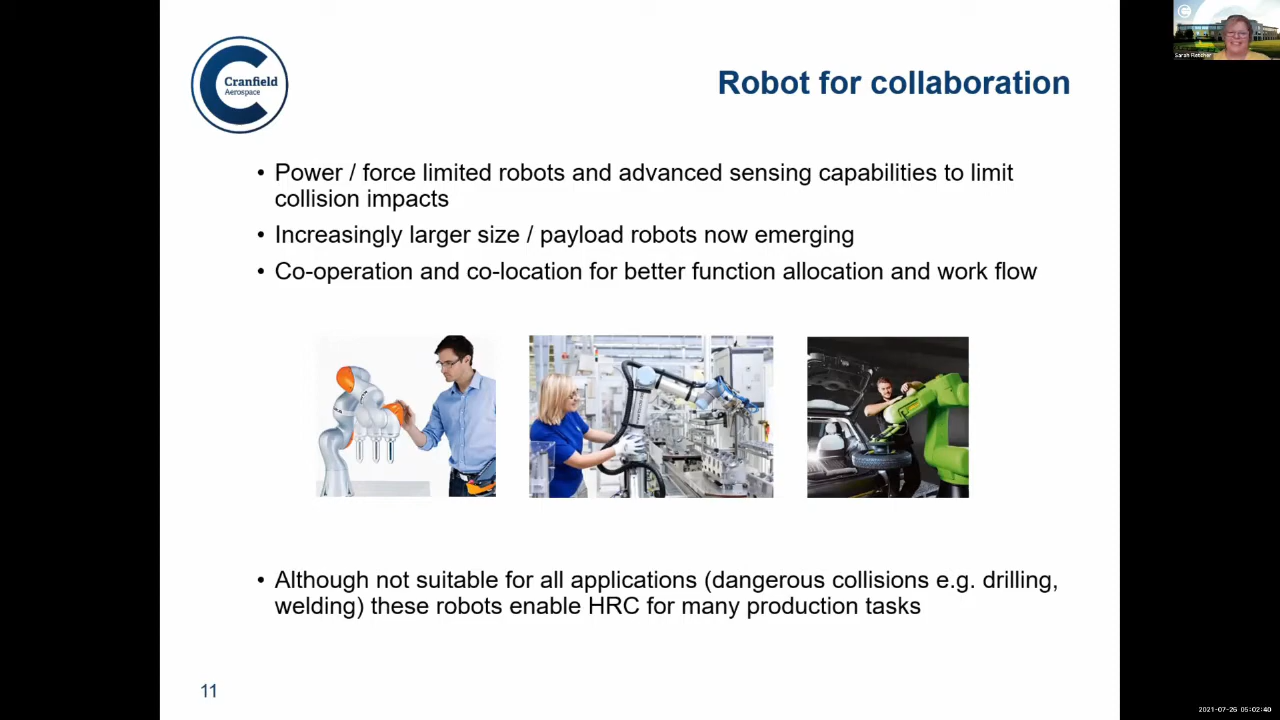 Cranfield
Aerospace
Robot for collaboration
Sarah Fletcher
• Power / force limited robots and advanced sensing capabilities to limit
collision impacts
• Increasingly larger size / payload robots now emerging
• Co-operation and co-location for better function allocation and work flow
• Although not suitable for all applications (dangerous collisions e.g. drilling,
welding) these robots enable HRC for many production tasks
11
2021-07-26 05:02:40